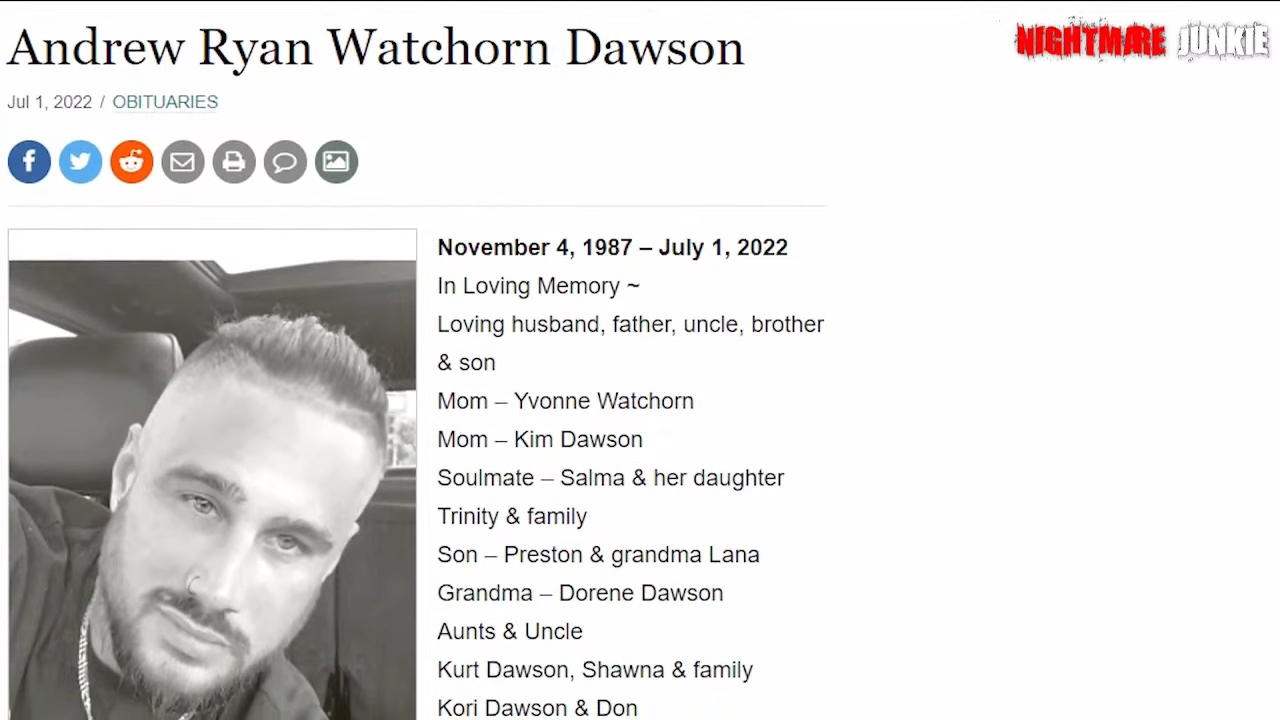 Andrew Ryan Watchorn Dawson
NIGHTMARE JUNKIE
Jul 1, 2022 / OBITUARIES
November 4, 1987 – July 1, 2022
In Loving Memory ~
Loving husband, father, uncle, brother
& son
Mom – Yvonne Watchorn
Mom – Kim Dawson
Soulmate – Salma & her daughter
Trinity & family
Son – Preston & grandma Lana
Grandma – Dorene Dawson
Aunts & Uncle
Kurt Dawson, Shawna & family
Kori Dawson & Don